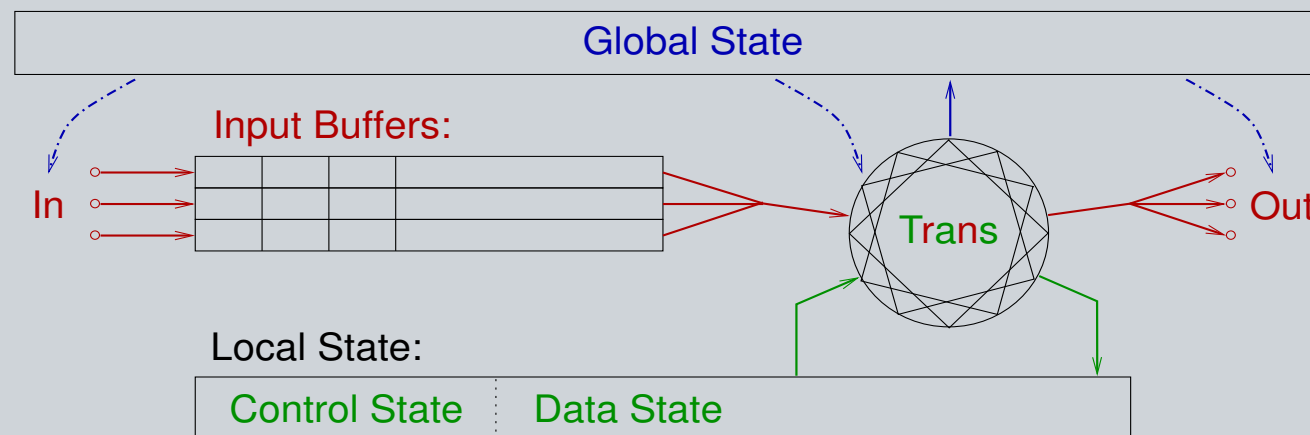 Global State
Input Buffers:
In
Trans
Out
Local State:
Control State
Data State